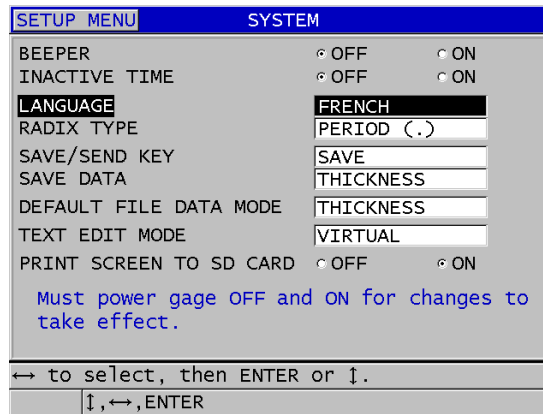 SETUP MENU SYSTEM
BEEPER OFF ON
INACTIVE TIME OFF ON
LANGUAGE FRENCH
RADIX TYPE PERIOD (.)
SAVE/SEND KEY SAVE
SAVE DATA THICKNESS
DEFAULT FILE DATA MODE THICKNESS
TEXT EDIT MODE VIRTUAL
PRINT SCREEN TO SD CARD OFF ON
Must power gage OFF and ON for changes to
take effect.
↔ to select, then ENTER or ↕.
↕,↔,ENTER